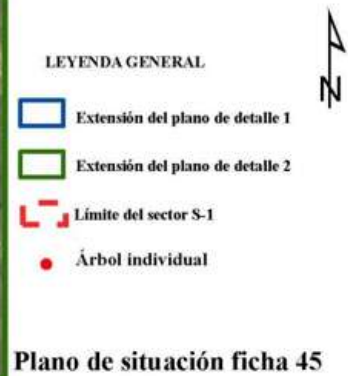 N
LEYENDA GENERAL
Extensión del plano de detalle 1
Extensión del plano de detalle 2
Límite del sector S-1
Árbol individual
Plano de situación ficha 45